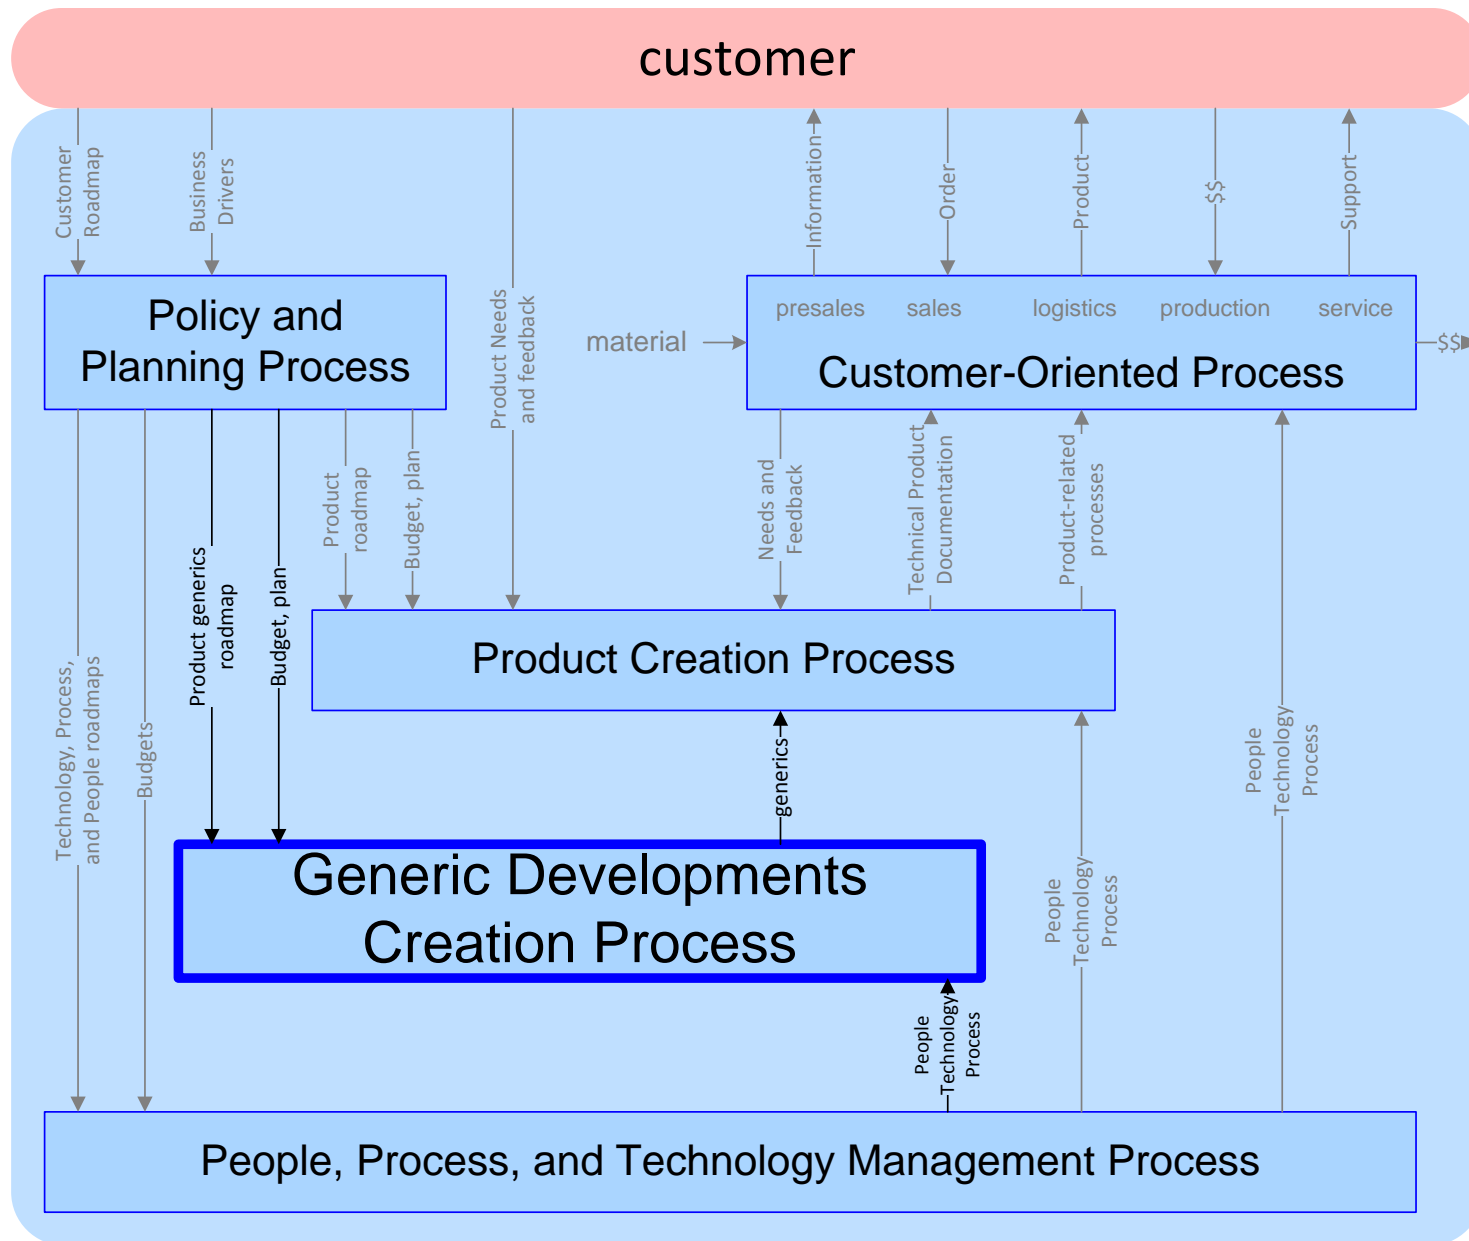 customer
Customer
Roadmap
Business
Drivers
Product Needs
and feedback
Information
Order
Product
$$
Support
Policy and
Planning Process
material
presales
sales
logistics
production
service
Customer-Oriented Process
$$
Technology, Process,
and People roadmaps
Budgets
Product generics
roadmap
Budget, plan
Product
roadmap
Budget, plan
Needs and
Feedback
Technical Product
Documentation
Product-related
processes
People
Technology
Process
Product Creation Process
generics
People
Technology
Process
Generic Developments
Creation Process
People
Technology
Process
People, Process, and Technology Management Process